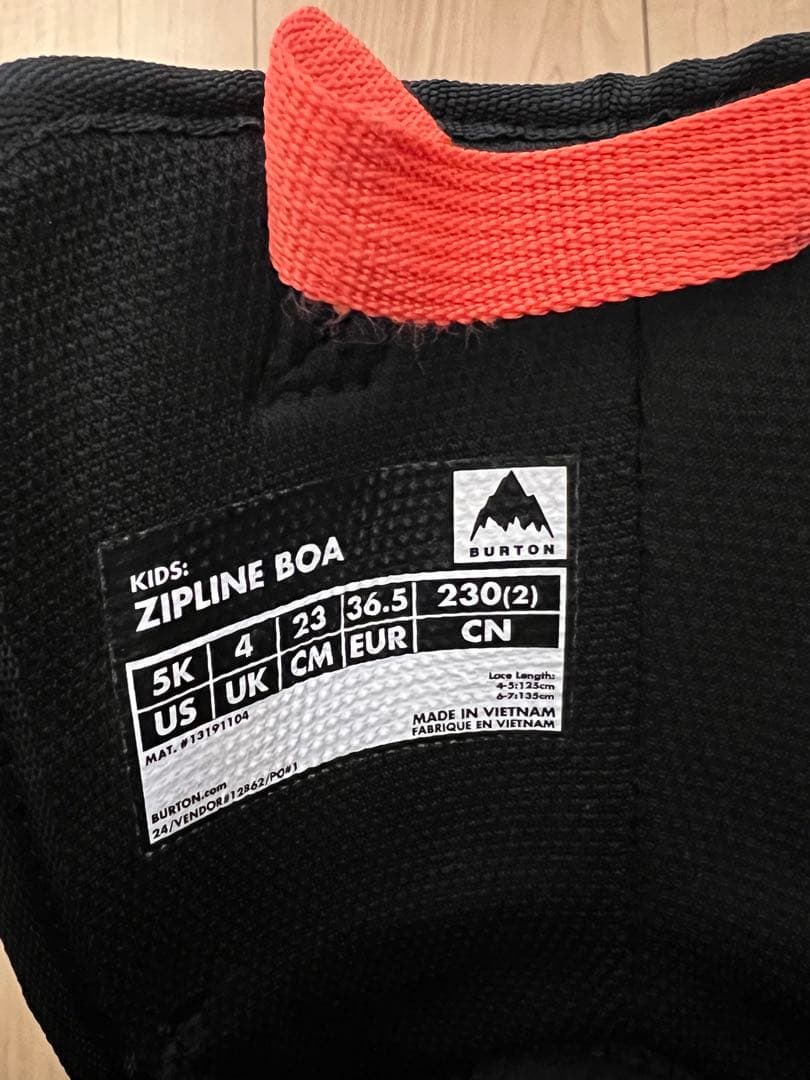 BURTON
KIDS:
ZIPLINE BOA
5K 4 23 36.5 230(2)
US UK CM EUR CN
Lace Length:
4-5:125cm
6-7:135cm
MAT. #13191104
MADE IN VIETNAM
FABRIQUE EN VIETNAM
BURTON.com
24/VENDOR#12862/PO#1